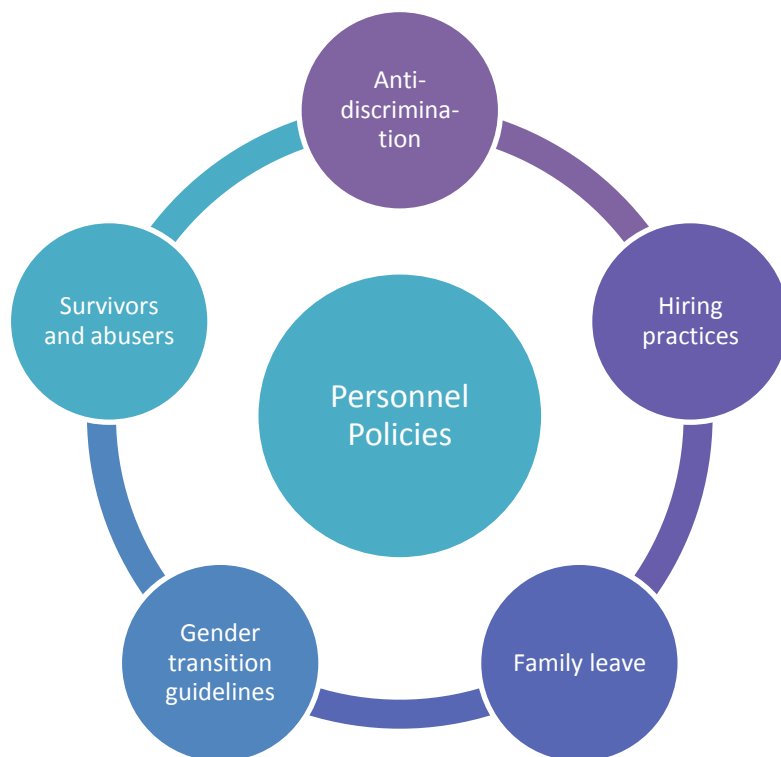 Anti-
discrimina-
tion
Survivors
and abusers
Hiring
practices
Personnel
Policies
Gender
transition
guidelines
Family leave